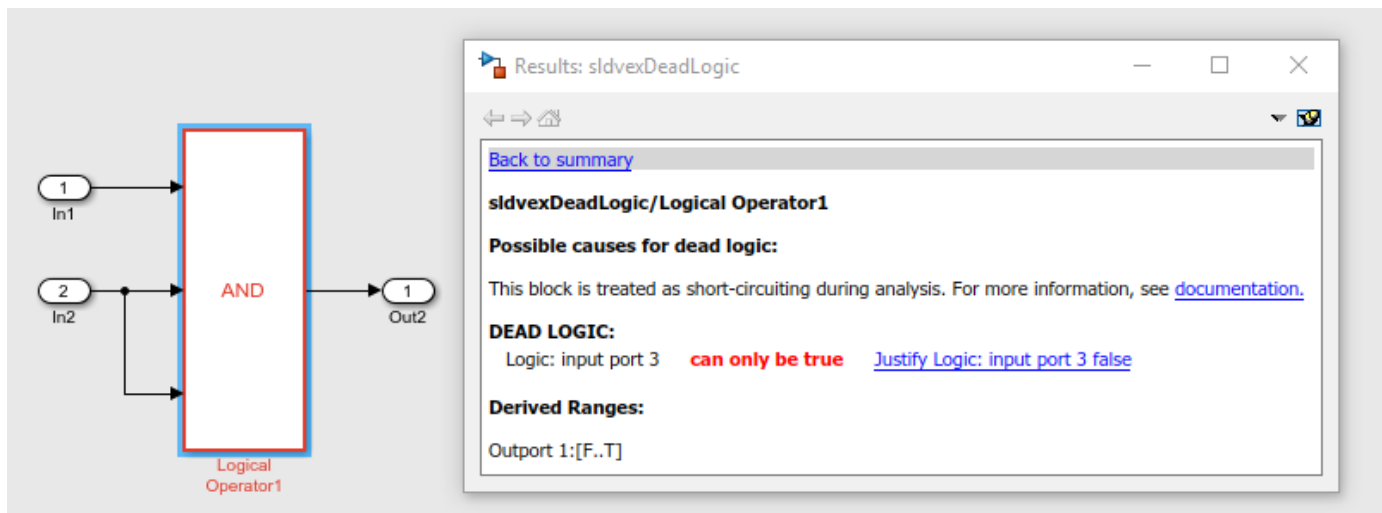 1
In1
2
In2
AND
Logical
Operator1
1
Out2
Results: sldvexDeadLogic
Back to summary
sldvexDeadLogic/Logical Operator1
Possible causes for dead logic:
This block is treated as short-circuiting during analysis. For more information, see documentation.
DEAD LOGIC:
Logic: input port 3 can only be true Justify Logic: input port 3 false
Derived Ranges:
Outport 1:[F..T]